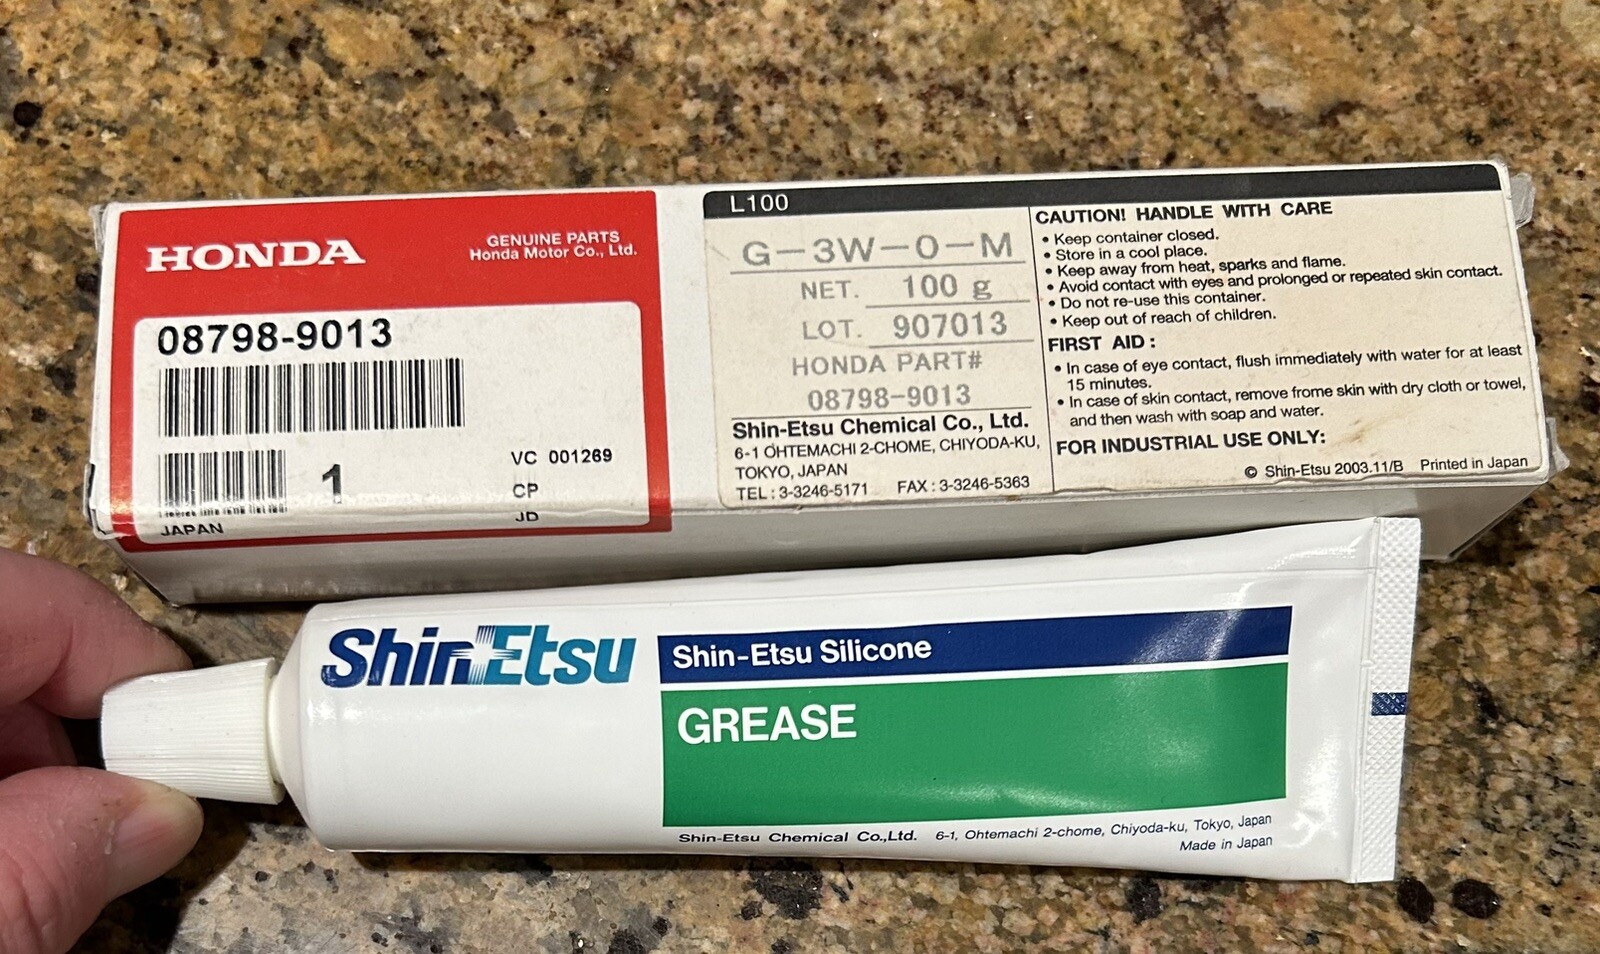 HONDA
GENUINE PARTS
Honda Motor Co., Ltd.
08798-9013
1
VC 001269
CP
JD
JAPAN
L100
G-3W-O-M
NET. 100 g
LOT. 907013
HONDA PART#
08798-9013
Shin-Etsu Chemical Co., Ltd.
6-1 OHTEMACHI 2-CHOME, CHIYODA-KU,
TOKYO, JAPAN
TEL : 3-3246-5171 FAX : 3-3246-5363
CAUTION! HANDLE WITH CARE
• Keep container closed.
• Store in a cool place.
• Keep away from heat, sparks and flame.
• Avoid contact with eyes and prolonged or repeated skin contact.
• Do not re-use this container.
• Keep out of reach of children.
FIRST AID :
• In case of eye contact, flush immediately with water for at least
15 minutes.
• In case of skin contact, remove frome skin with dry cloth or towel,
and then wash with soap and water.
FOR INDUSTRIAL USE ONLY:
© Shin-Etsu 2003.11/B Printed in Japan
ShinEtsu
Shin-Etsu Silicone
GREASE
Shin-Etsu Chemical Co.,Ltd. 6-1, Ohtemachi 2-chome, Chiyoda-ku, Tokyo, Japan
Made in Japan